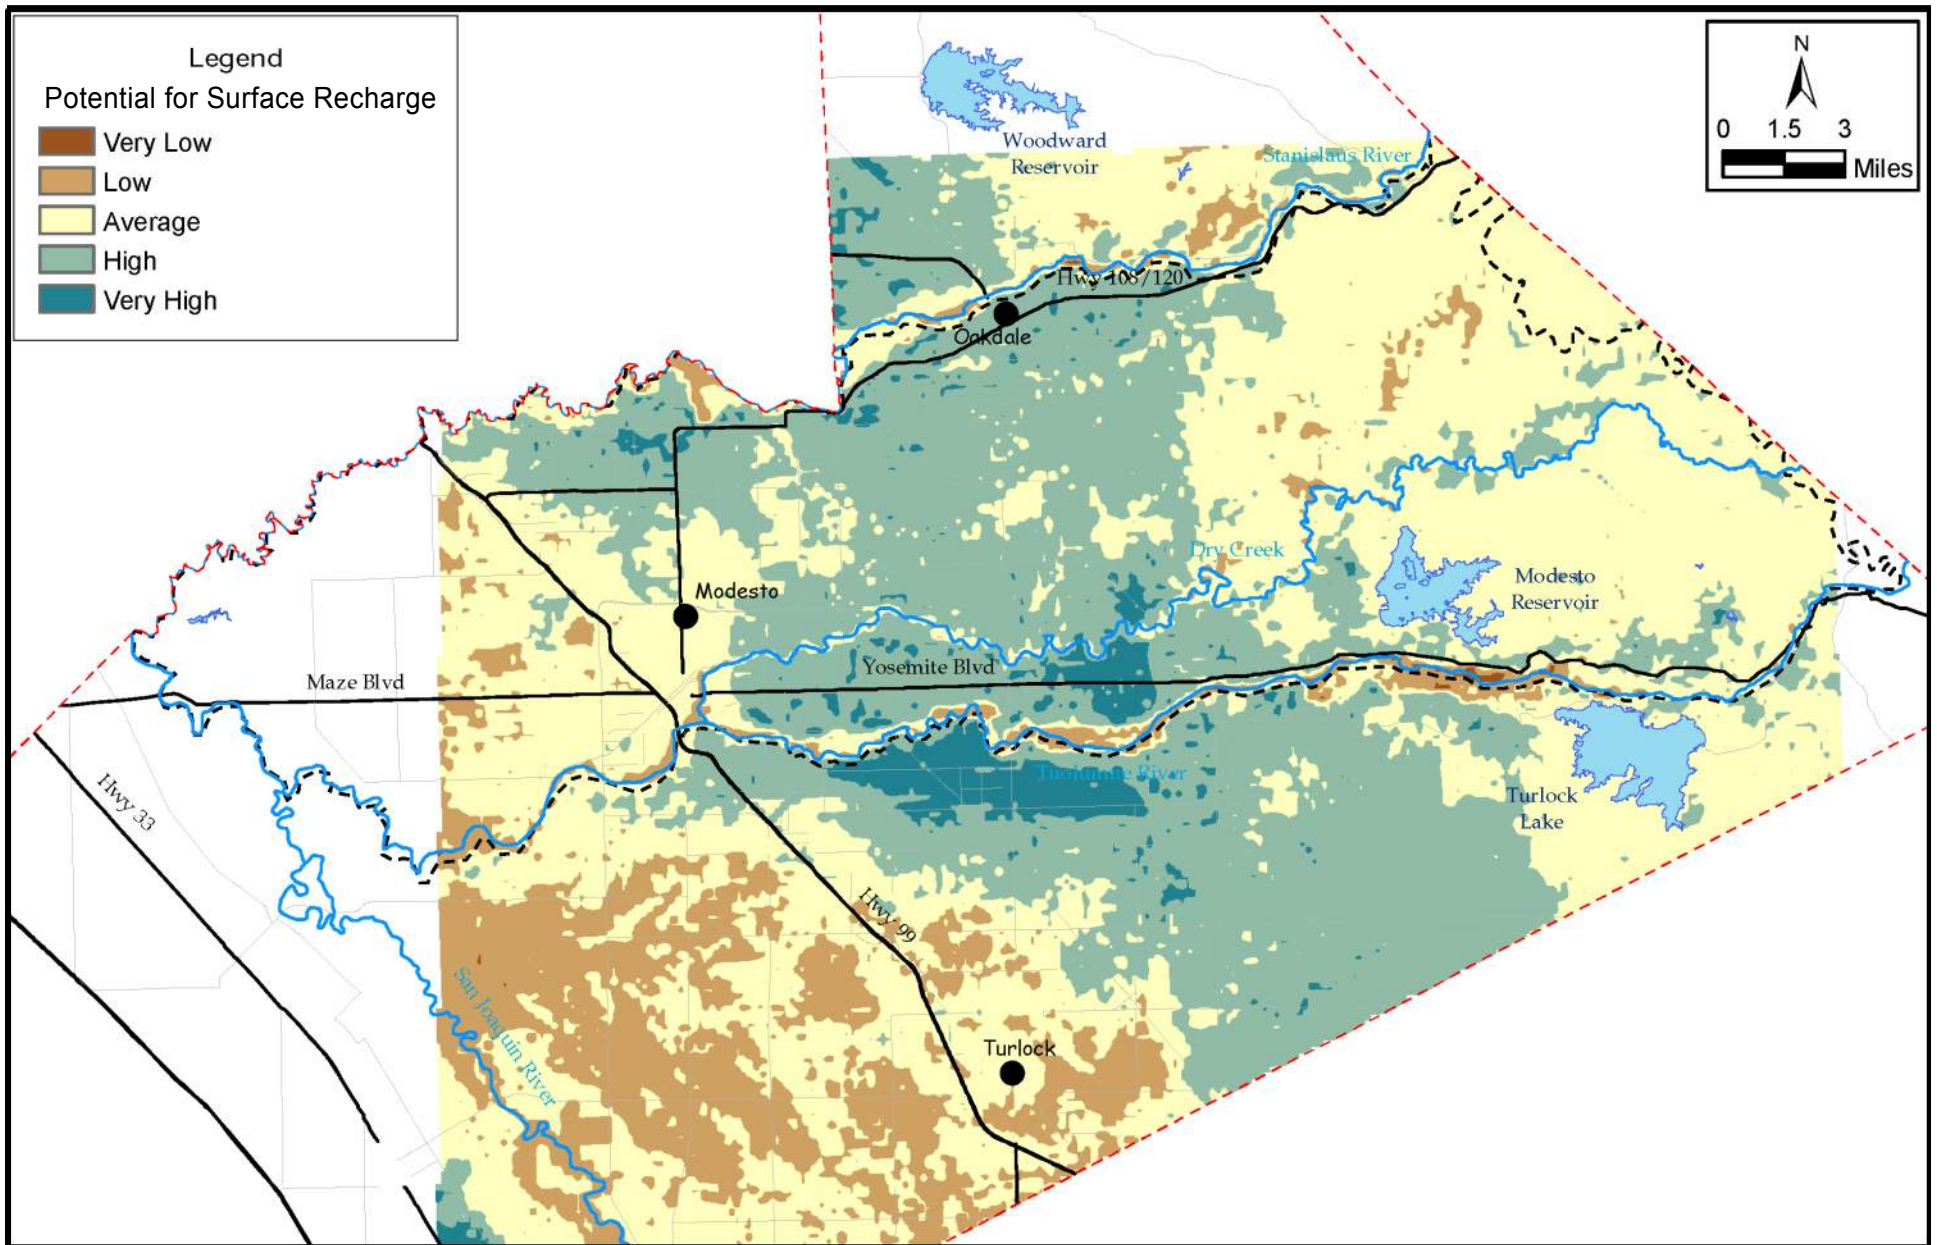 Legend
Potential for Surface Recharge
Very Low
Low
Average
High
Very High
N
0 1.5 3
Miles
Woodward
Reservoir
Stanislaus River
Hwy 108/120
Oakdale
Dry Creek
Modesto
Reservoir
Modesto
Yosemite Blvd
Maze Blvd
Hwy 33
Tuolumne River
Turlock
Lake
Hwy 99
San Joaquin River
Turlock